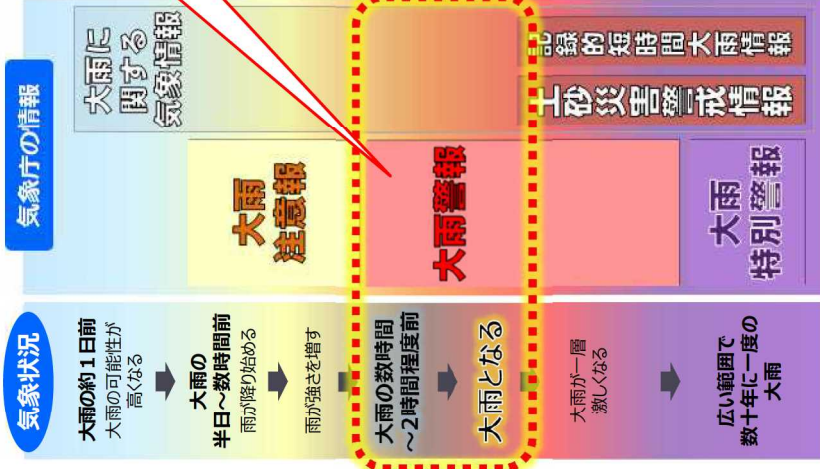 気象状況
大雨の約1日前
大雨の可能性が
高くなる
大雨の
半日~数時間前
雨が降り始める
雨が強さを増す
大雨の数時間
~2時間程度前
大雨となる
大雨が一層
激しくなる
広い範囲で
数十年に一度の
大雨
気象庁の情報
大雨に
関する
気象情報
大雨
注意報
大雨警報
大雨
特別警報
土砂災害警戒情報
記録的短時間大雨情報